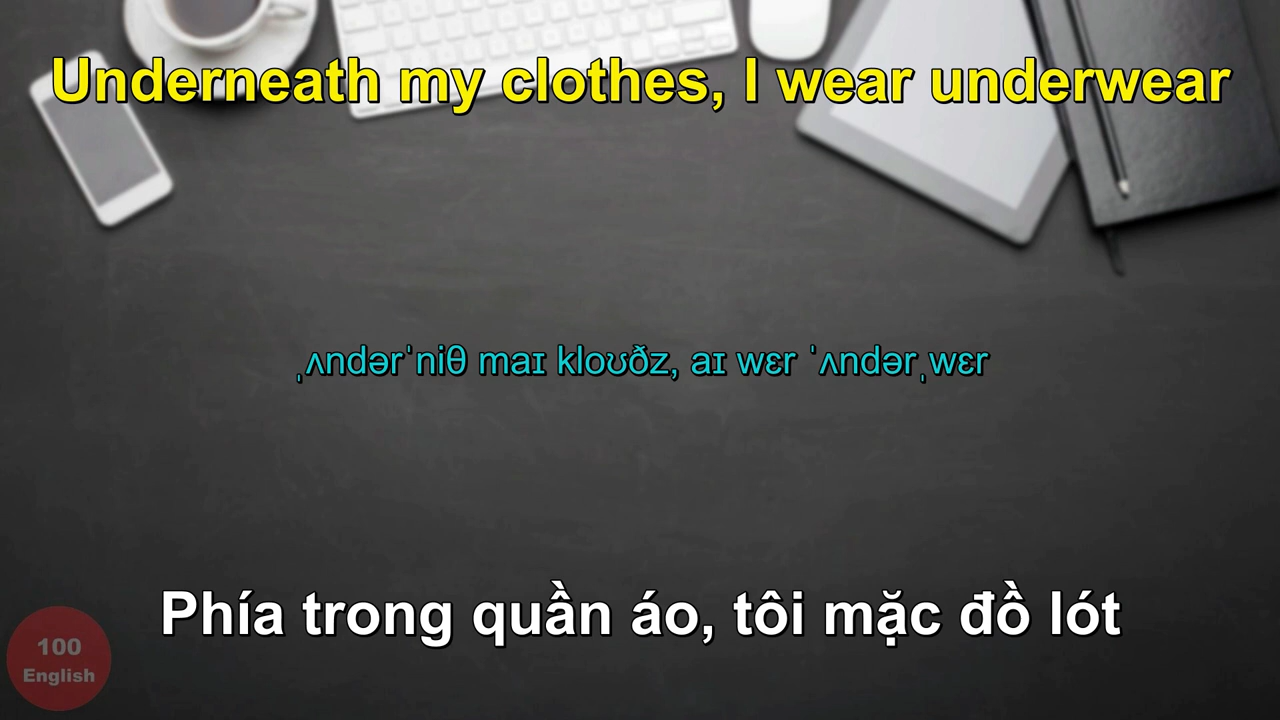 Underneath my clothes, I wear underwear
ˌʌndərˈniθ maɪ kloʊðz, aɪ wɛr ˈʌndərˌwɛr
Phía trong quần áo, tôi mặc đồ lót
100
English